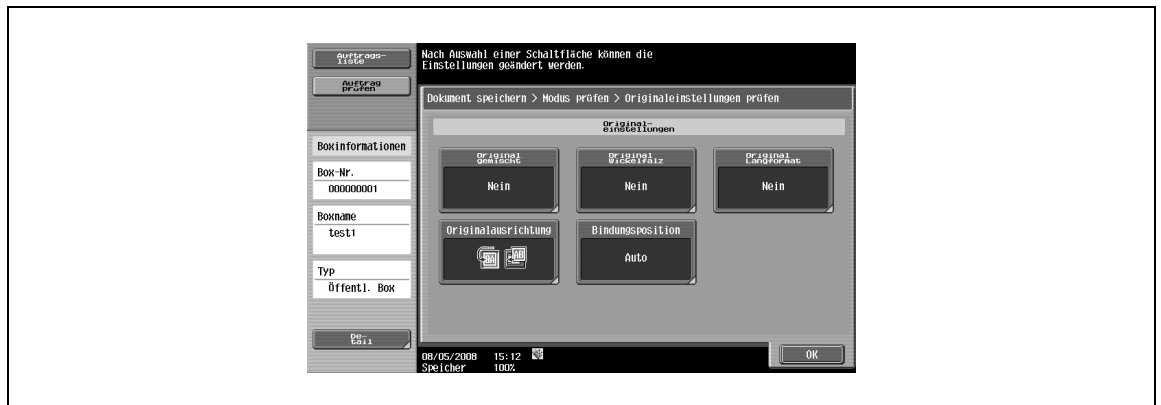 Auftrags-
liste
Auftrag
prüfen
Nach Auswahl einer Schaltfläche können die
Einstellungen geändert werden.
Dokument speichern > Modus prüfen > Originaleinstellungen prüfen
Original-
einstellungen
Boxinformationen
Box-Nr.
000000001
Boxname
test1
Typ
Öffentl. Box
De-
tail
Original
gemischt
Nein
Original
Wickelfalz
Nein
Original
Langformat
Nein
Originalausrichtung
Bindungsposition
Auto
08/05/2008 15:12
Speicher 100%
OK